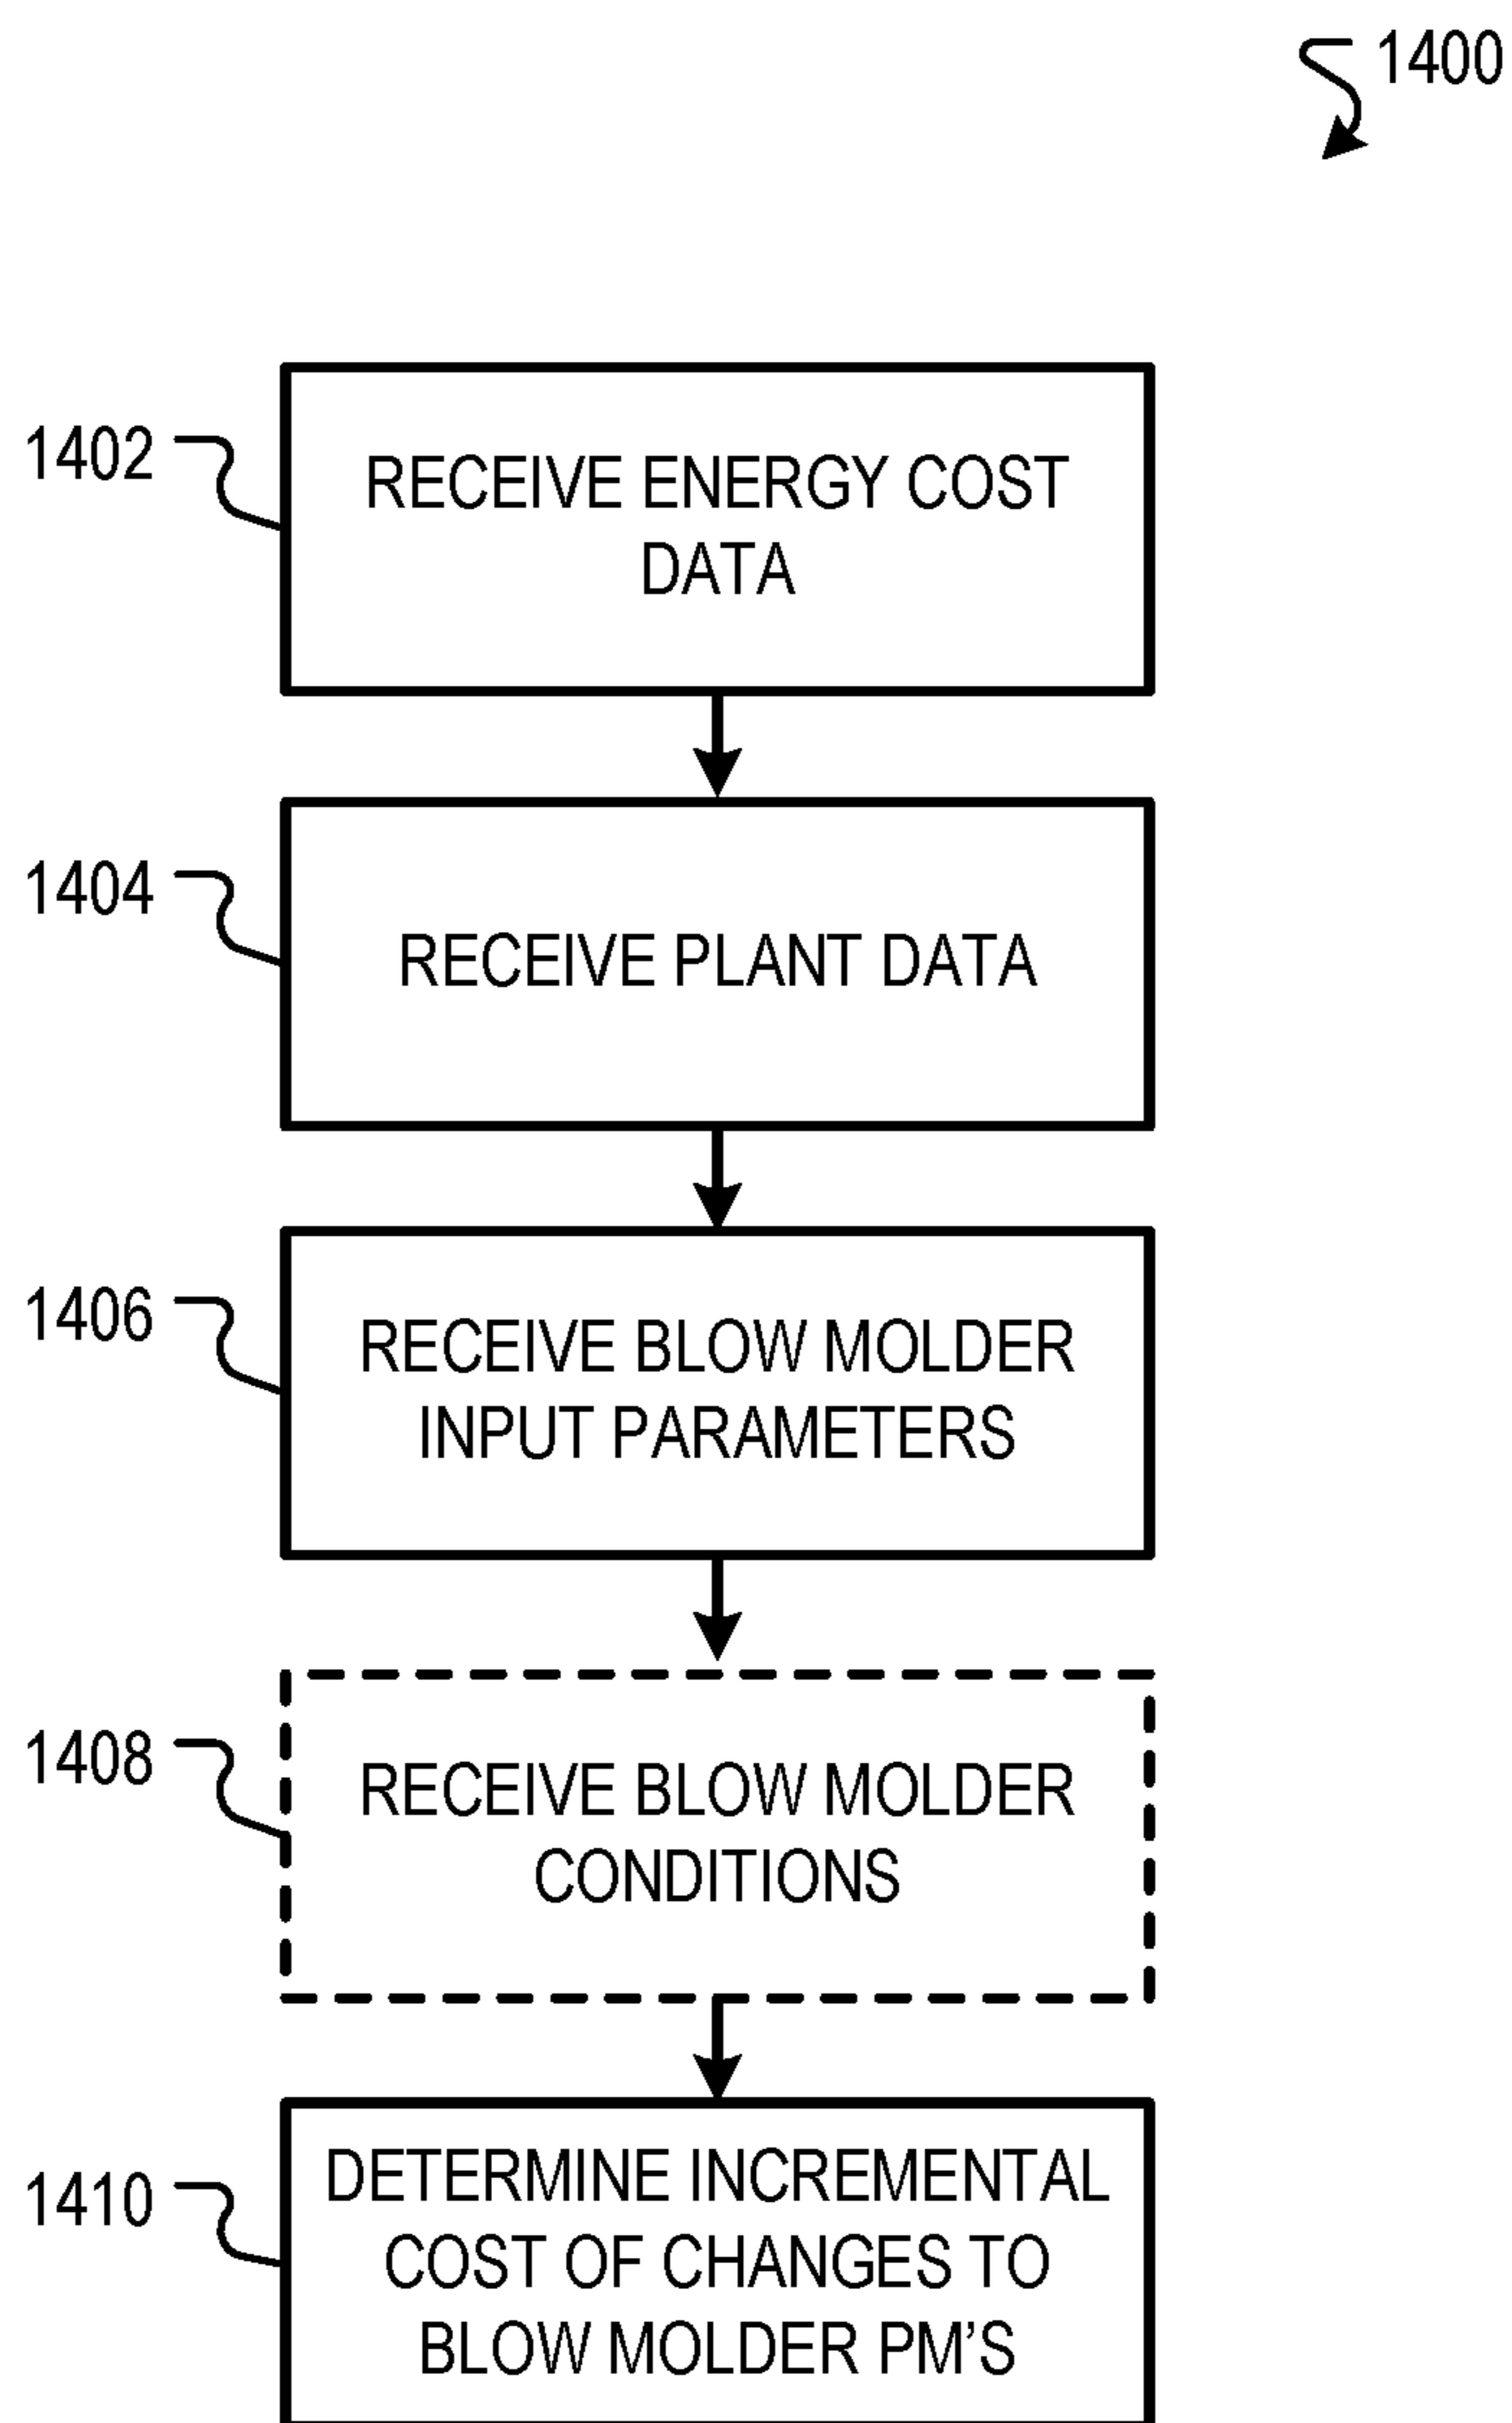 1400
1402
RECEIVE ENERGY COST
DATA
1404
RECEIVE PLANT DATA
1406
RECEIVE BLOW MOLDER
INPUT PARAMETERS
1408
RECEIVE BLOW MOLDER
CONDITIONS
1410
DETERMINE INCREMENTAL
COST OF CHANGES TO
BLOW MOLDER PM’S